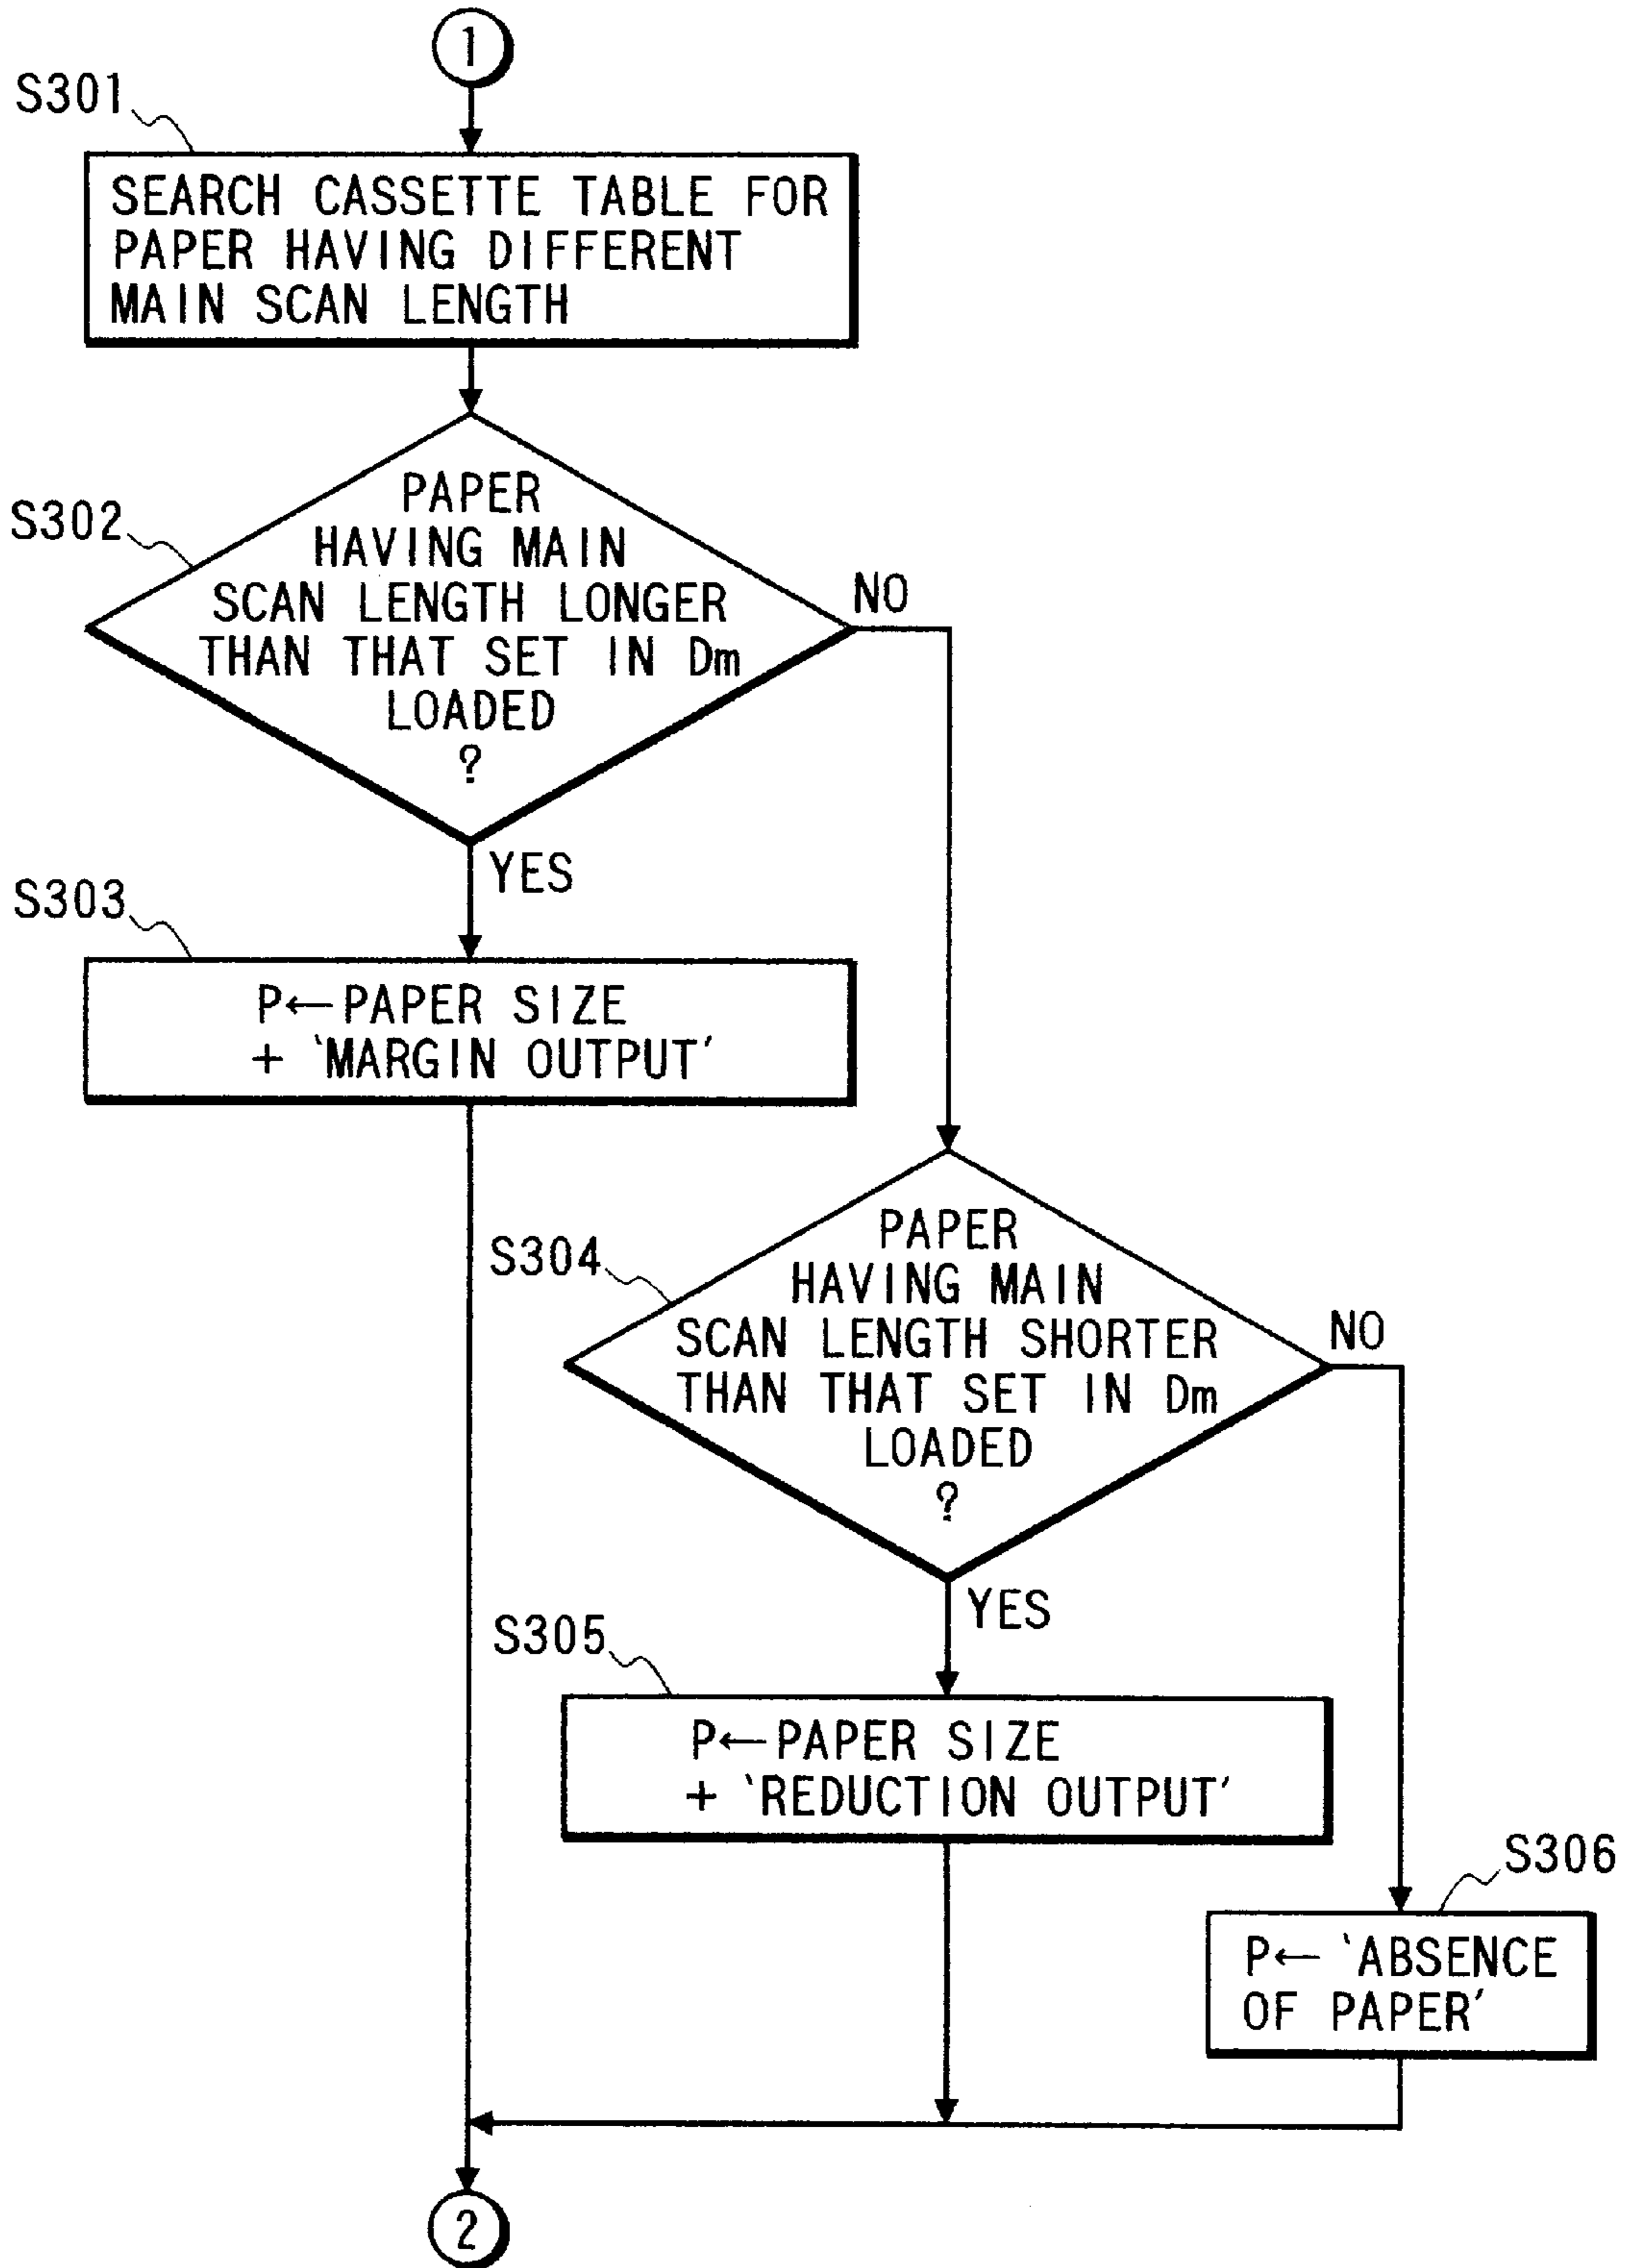 1
S301
SEARCH CASSETTE TABLE FOR
PAPER HAVING DIFFERENT
MAIN SCAN LENGTH
S302
PAPER
HAVING MAIN
SCAN LENGTH LONGER
THAN THAT SET IN Dm
LOADED
?
NO
YES
S303
P←PAPER SIZE
+ ‘MARGIN OUTPUT’
S304
PAPER
HAVING MAIN
SCAN LENGTH SHORTER
THAN THAT SET IN Dm
LOADED
?
NO
YES
S305
P←PAPER SIZE
+ ‘REDUCTION OUTPUT’
S306
P← ‘ABSENCE
OF PAPER’
2